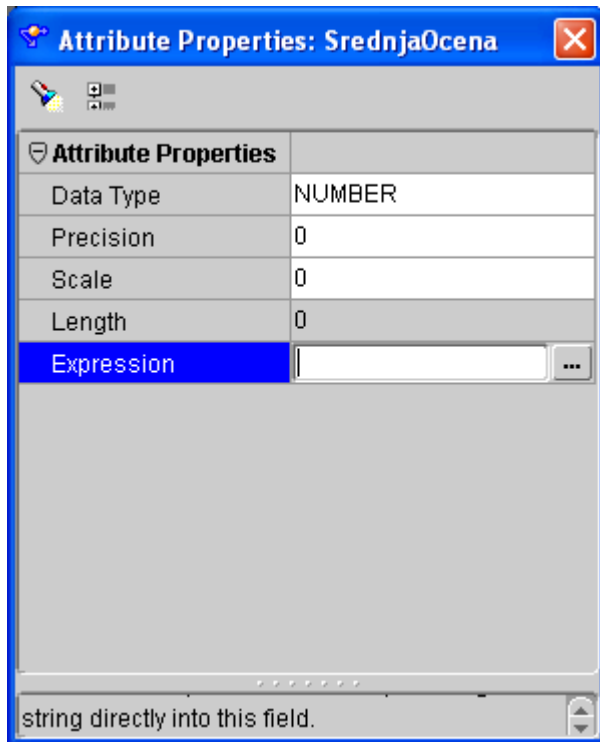 Attribute Properties: SrednjaOcena
Attribute Properties
Data Type NUMBER
Precision 0
Scale 0
Length 0
Expression ...
string directly into this field.